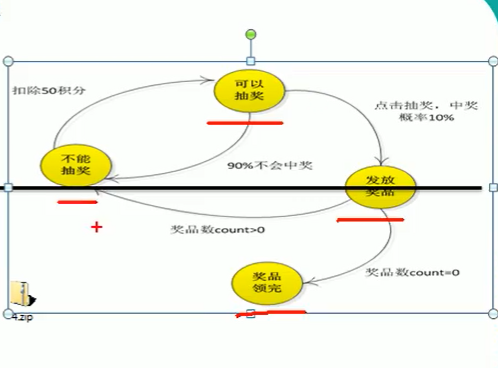 可以
抽奖
扣除50积分
点击抽奖，中奖
概率10%
不能
抽奖
90%不会中奖
发放
奖品
奖品数count>0
奖品数count=0
奖品
领完
4.zip